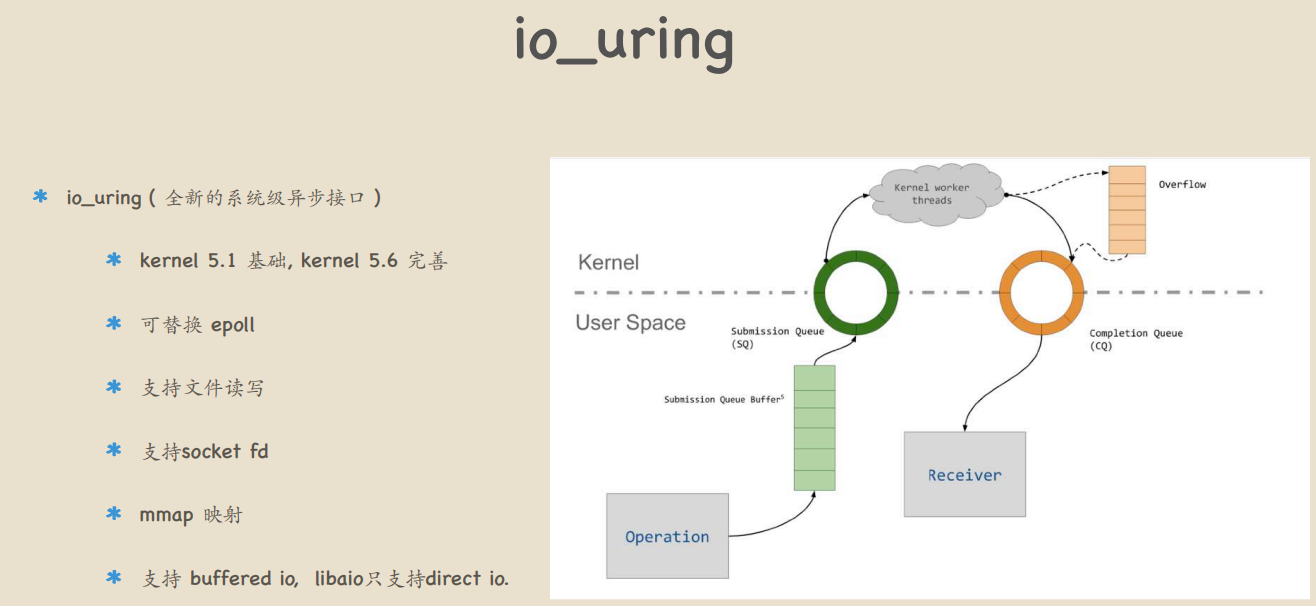 io_uring
io_uring ( 全新的系统级异步接口 )
kernel 5.1 基础, kernel 5.6 完善
可替换 epoll
支持文件读写
支持socket fd
mmap 映射
支持 buffered io, libaio只支持direct io.
Kernel worker
threads
Overflow
Kernel
User Space
Submission Queue
(SQ)
Completion Queue
(CQ)
Submission Queue Buffer⁵
Receiver
Operation